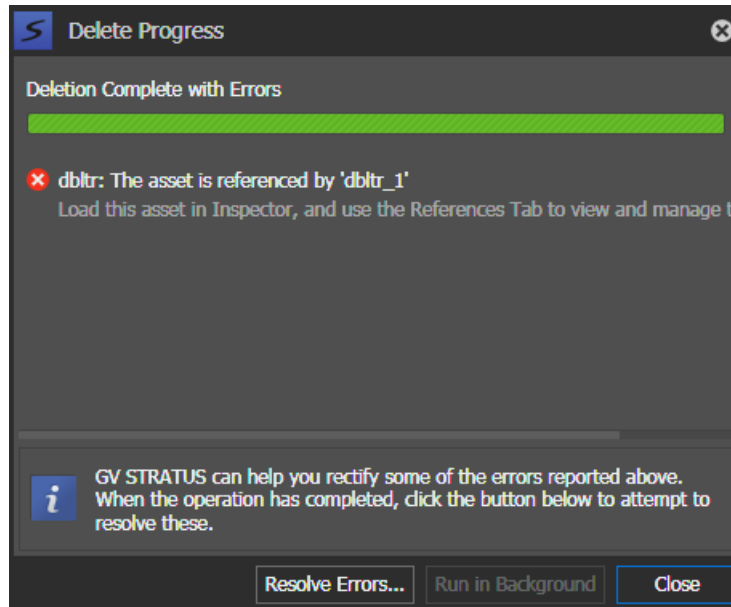 Delete Progress
Deletion Complete with Errors
dbltr: The asset is referenced by 'dbltr_1'
Load this asset in Inspector, and use the References Tab to view and manage t
GV STRATUS can help you rectify some of the errors reported above.
When the operation has completed, click the button below to attempt to
resolve these.
Resolve Errors... Run in Background Close